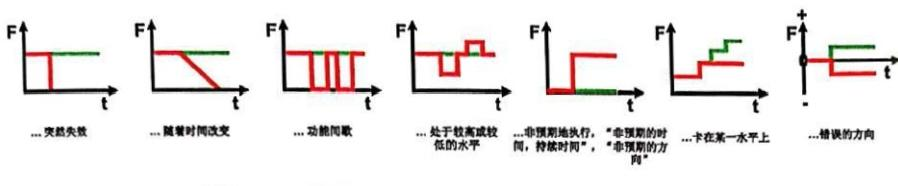 F F F F F F + F
t t t t t t t
-
...突然失效
...随着时间改变
...功能间歇
...处于较高或较
低的水平
...非预期地执行，“非预期的时
间，持续时间”，“非预期的方
向”
...卡在某一水平上
...错误的方向